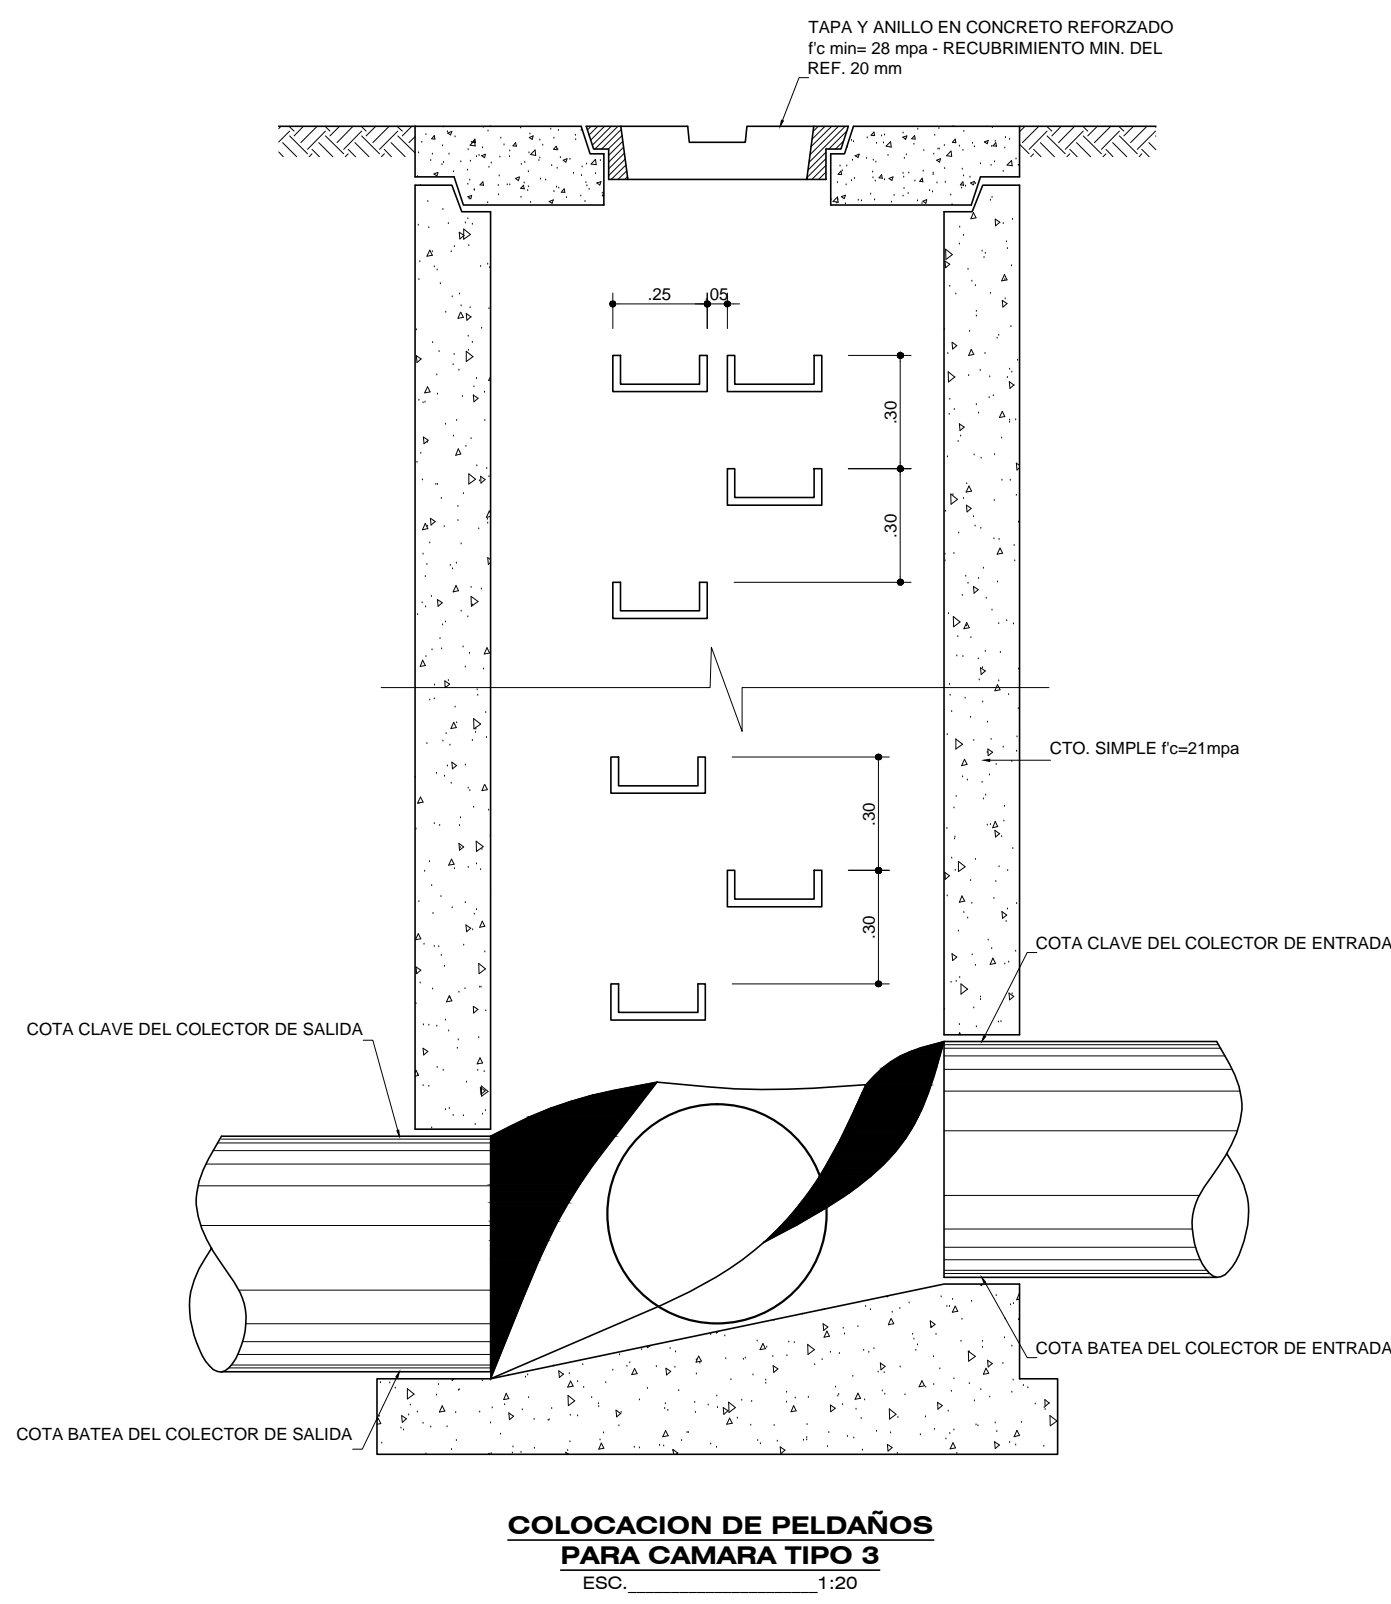 TAPA Y ANILLO EN CONCRETO REFORZADO
f'c min= 28 mpa - RECUBRIMIENTO MIN. DEL
REF. 20 mm
.25
.05
.30
.30
CTO. SIMPLE f'c=21mpa
.30
.30
COTA CLAVE DEL COLECTOR DE ENTRADA
COTA CLAVE DEL COLECTOR DE SALIDA
COTA BATEA DEL COLECTOR DE ENTRADA
COTA BATEA DEL COLECTOR DE SALIDA
COLOCACION DE PELDAÑOS
PARA CAMARA TIPO 3
ESC.____________________1:20